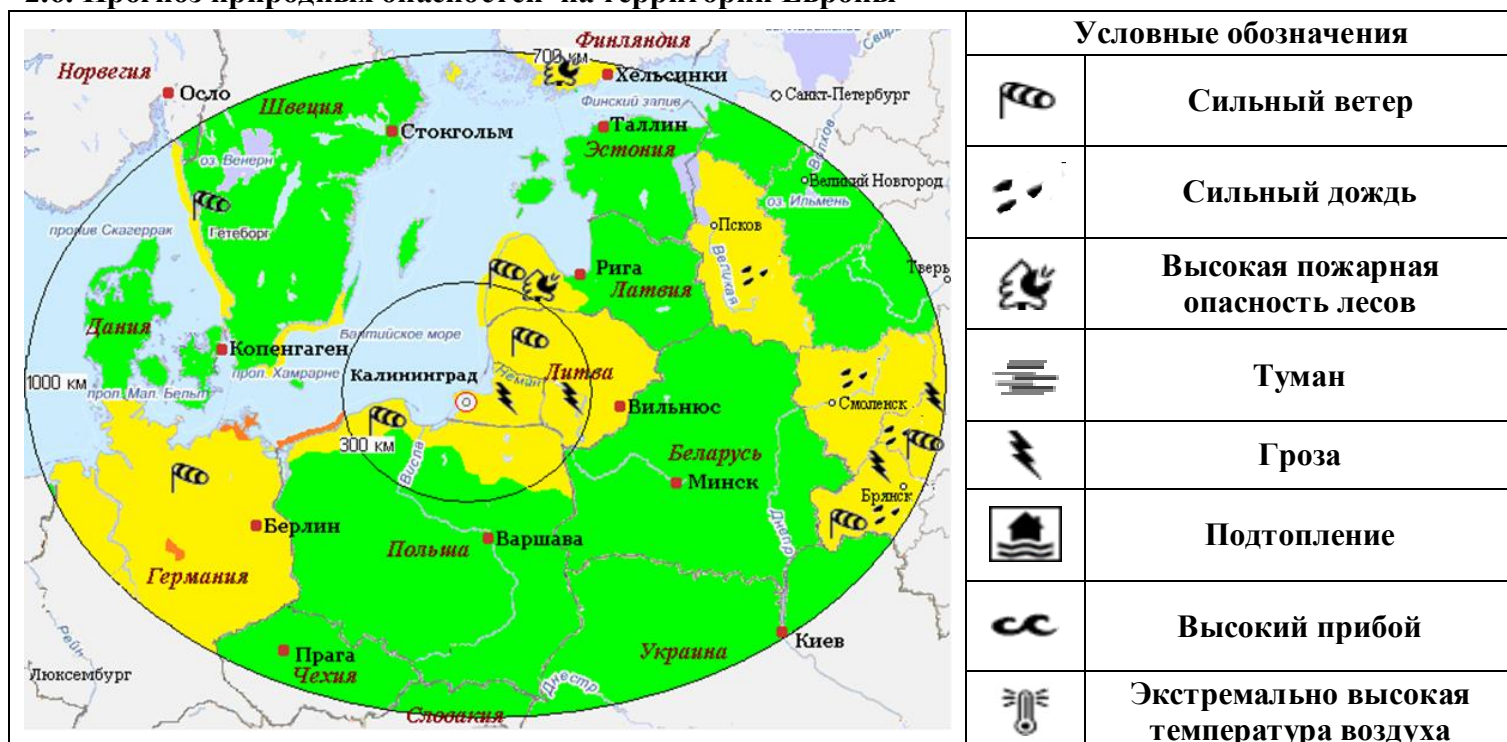 2.6. Прогноз природных опасностей на территории Европы
Условные обозначения
Сильный ветер
Сильный дождь
Высокая пожарная
опасность лесов
Туман
Гроза
Подтопление
Высокий прибой
Экстремально высокая
температура воздуха
Финляндия
700 км
Норвегия
Хельсинки
Осло
Швеция
Финский залив
Санкт-Петербург
Стокгольм
Таллин
Эстония
Волхов
оз. Венерн
Великий Новгород
оз. Ильмень
пролив Скагеррак
Гетеборг
Псков
Великая
Рига
Латвия
Тверь
Дания
Балтийское море
Копенгаген
прол. Хамрарне
Калининград
Неман
Литва
1000 км
прол. Мал. Бельт
Смоленск
Вильнюс
300 км
Висла
Беларусь
Минск
Брянск
Берлин
Польша
Варшава
Днепр
Германия
Рейн
Прага
Чехия
Украина
Киев
Люксембург
Днестр
Словакия